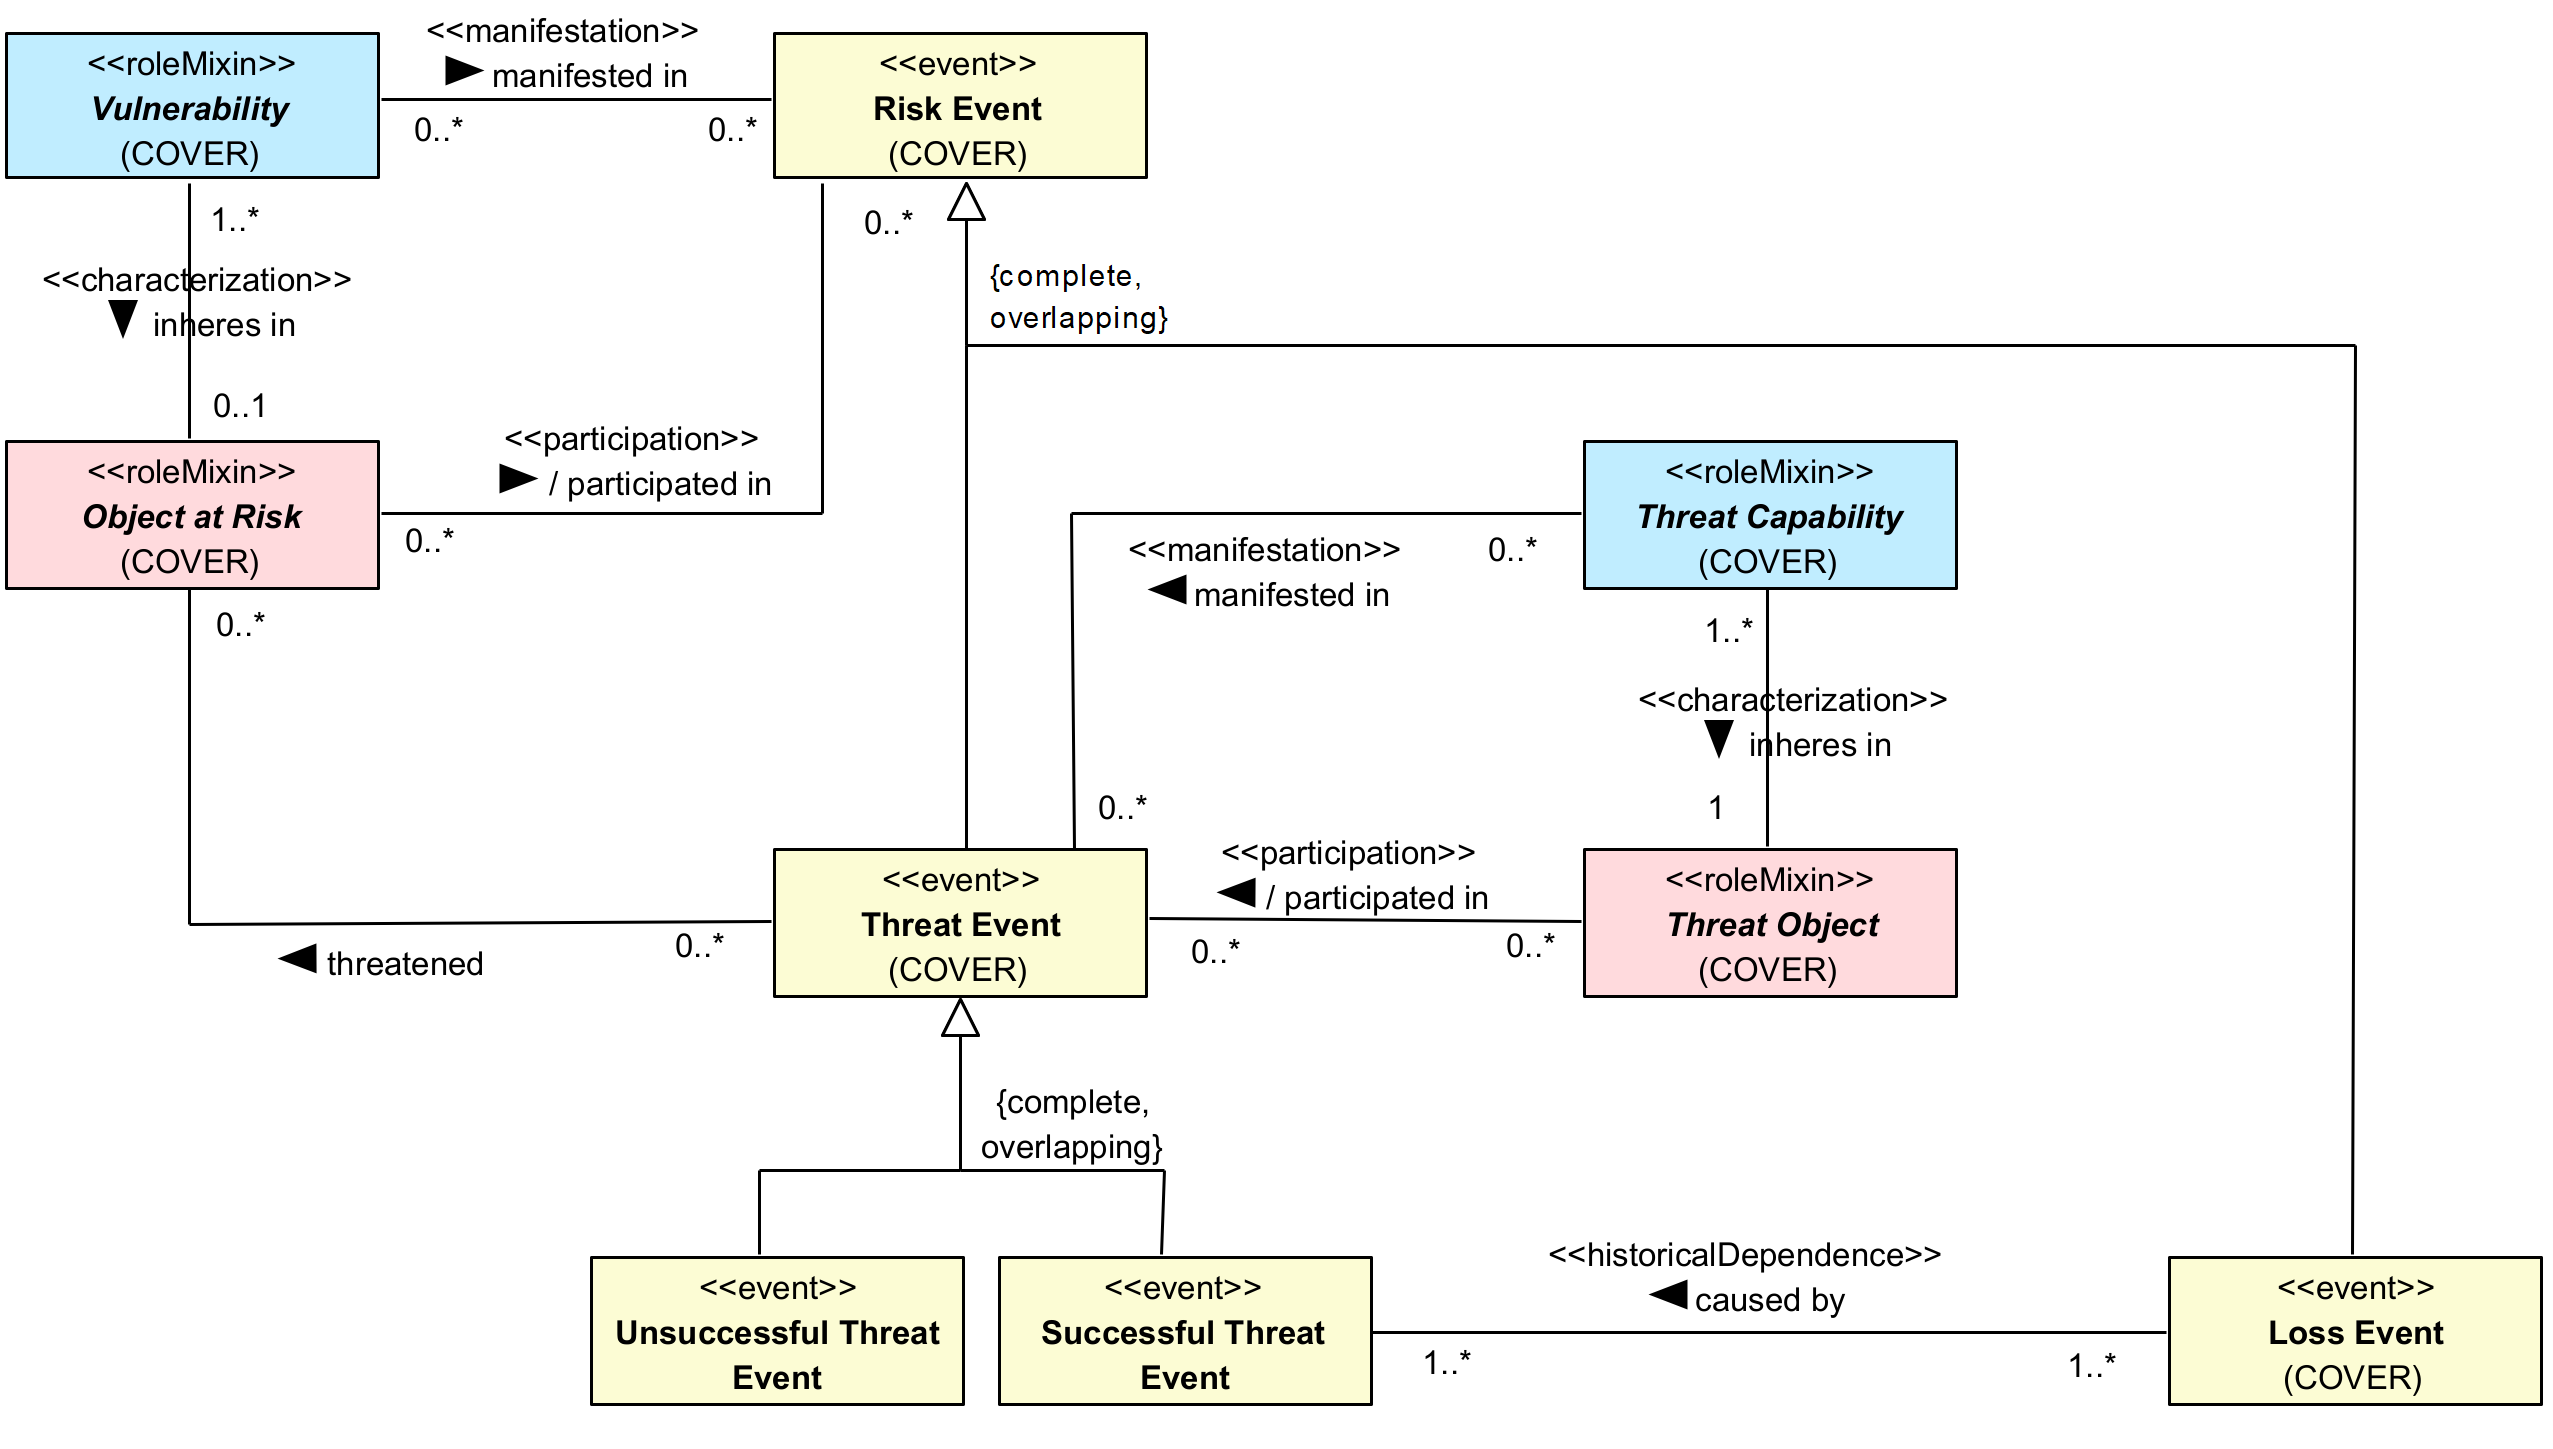 <<manifestation>>
manifested in
<<roleMixin>>
Vulnerability
(COVER)
<<event>>
Risk Event
(COVER)
0..*
0..*
1..*
0..*
<<characterization>>
inheres in
{complete,
overlapping}
0..1
<<participation>>
/ participated in
<<roleMixin>>
Object at Risk
(COVER)
0..*
<<roleMixin>>
Threat Capability
(COVER)
<<manifestation>>
manifested in
0..*
0..*
1..*
<<characterization>>
inheres in
1
0..*
<<participation>>
/ participated in
<<event>>
Threat Event
(COVER)
<<roleMixin>>
Threat Object
(COVER)
threatened
0..*
0..*
0..*
{complete,
overlapping}
<<event>>
Unsuccessful Threat
Event
<<event>>
Successful Threat
Event
<<historicalDependence>>
caused by
1..*
1..*
<<event>>
Loss Event
(COVER)